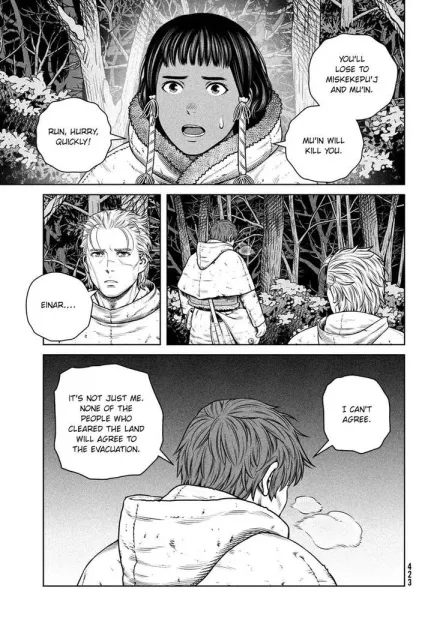 YOU'LL
LOSE TO
MISKEKEPU'J
AND MU'IN.
MU'IN WILL
KILL YOU.
RUN, HURRY,
QUICKLY!
EINAR....
I CAN'T
AGREE.
IT'S NOT JUST ME.
NONE OF THE
PEOPLE WHO
CLEARED THE LAND
WILL AGREE TO
THE EVACUATION.
423